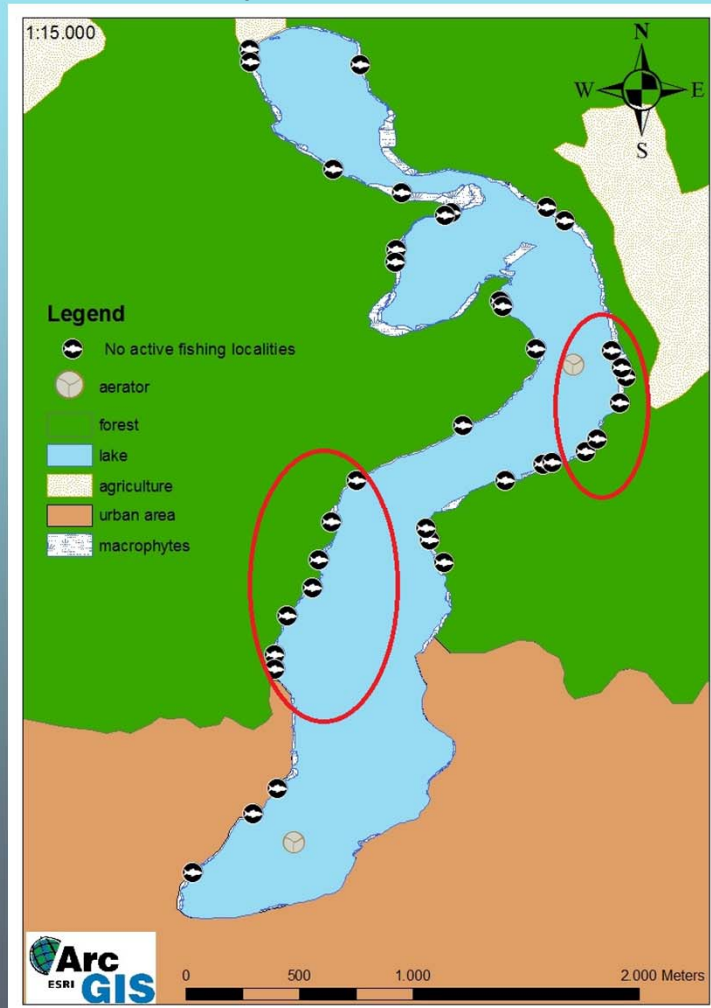 1:15.000
N
W E
S
Legend
No active fishing localities
aerator
forest
lake
agriculture
urban area
macrophytes
Arc
ESRI GIS
0 500 1.000 2.000 Meters